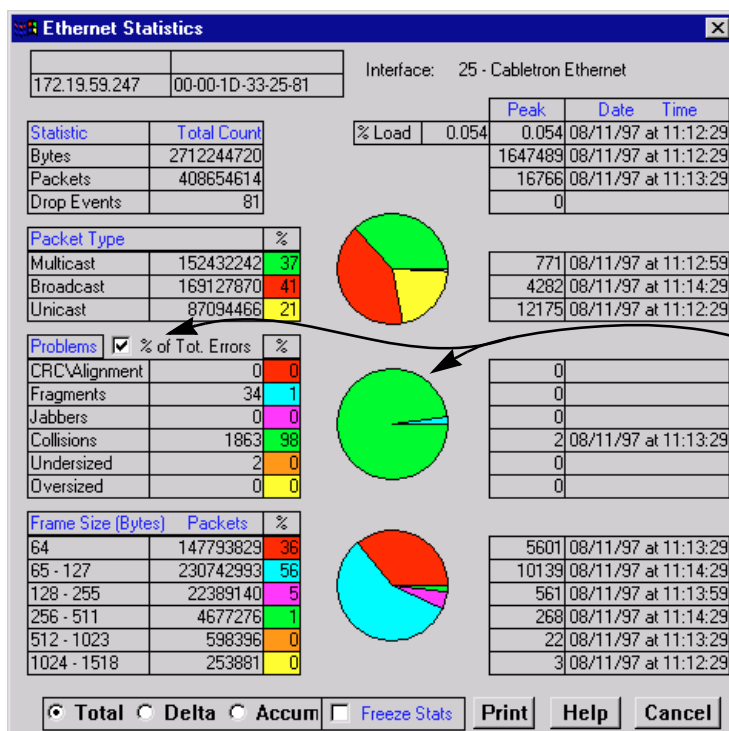 Ethernet Statistics
172.19.59.247 00-00-1D-33-25-81 Interface: 25 - Cabletron Ethernet
Peak Date Time
Statistic Total Count % Load 0.054 0.054 08/11/97 at 11:12:29
Bytes 2712244720 1647489 08/11/97 at 11:12:29
Packets 408654614 16766 08/11/97 at 11:13:29
Drop Events 81 0
Packet Type %
Multicast 152432242 37 771 08/11/97 at 11:12:59
Broadcast 169127870 41 4282 08/11/97 at 11:14:29
Unicast 87094466 21 12175 08/11/97 at 11:12:29
Problems % of Tot. Errors %
CRC\Alignment 0 0 0
Fragments 34 1 0
Jabbers 0 0 0
Collisions 1863 98 2 08/11/97 at 11:13:29
Undersized 2 0 0
Oversized 0 0 0
Frame Size (Bytes) Packets %
64 147793829 36 5601 08/11/97 at 11:13:29
65 - 127 230742993 56 10139 08/11/97 at 11:14:29
128 - 255 22389140 5 561 08/11/97 at 11:13:59
256 - 511 4677276 1 268 08/11/97 at 11:14:29
512 - 1023 598396 0 22 08/11/97 at 11:13:29
1024 - 1518 253881 0 3 08/11/97 at 11:12:29
Total Delta Accum Freeze Stats Print Help Cancel